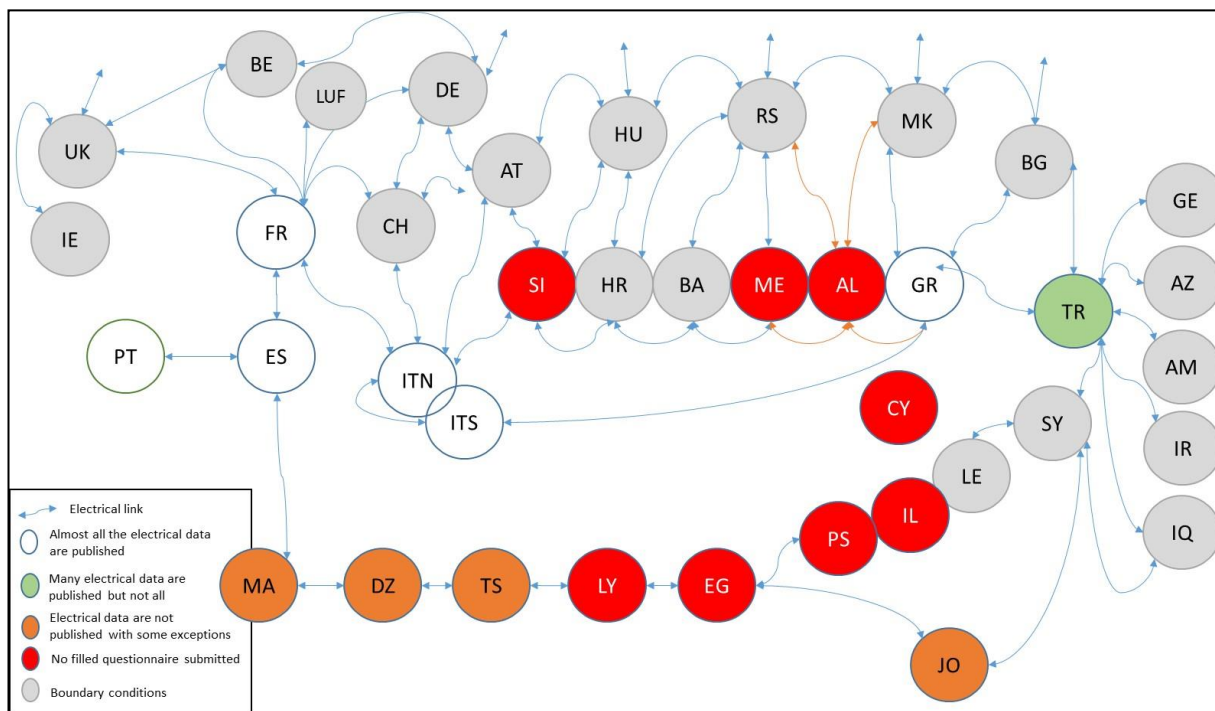 BE
LUF
DE
UK
IE
FR
CH
AT
HU
RS
MK
BG
GE
AZ
SI
HR
BA
ME
AL
GR
TR
AM
PT
ES
ITN
ITS
CY
SY
IR
LE
IL
PS
IQ
MA
DZ
TS
LY
EG
JO
Electrical link
Almost all the electrical data
are published
Many electrical data are
published but not all
Electrical data are not
published with some exceptions
No filled questionnaire submitted
Boundary conditions